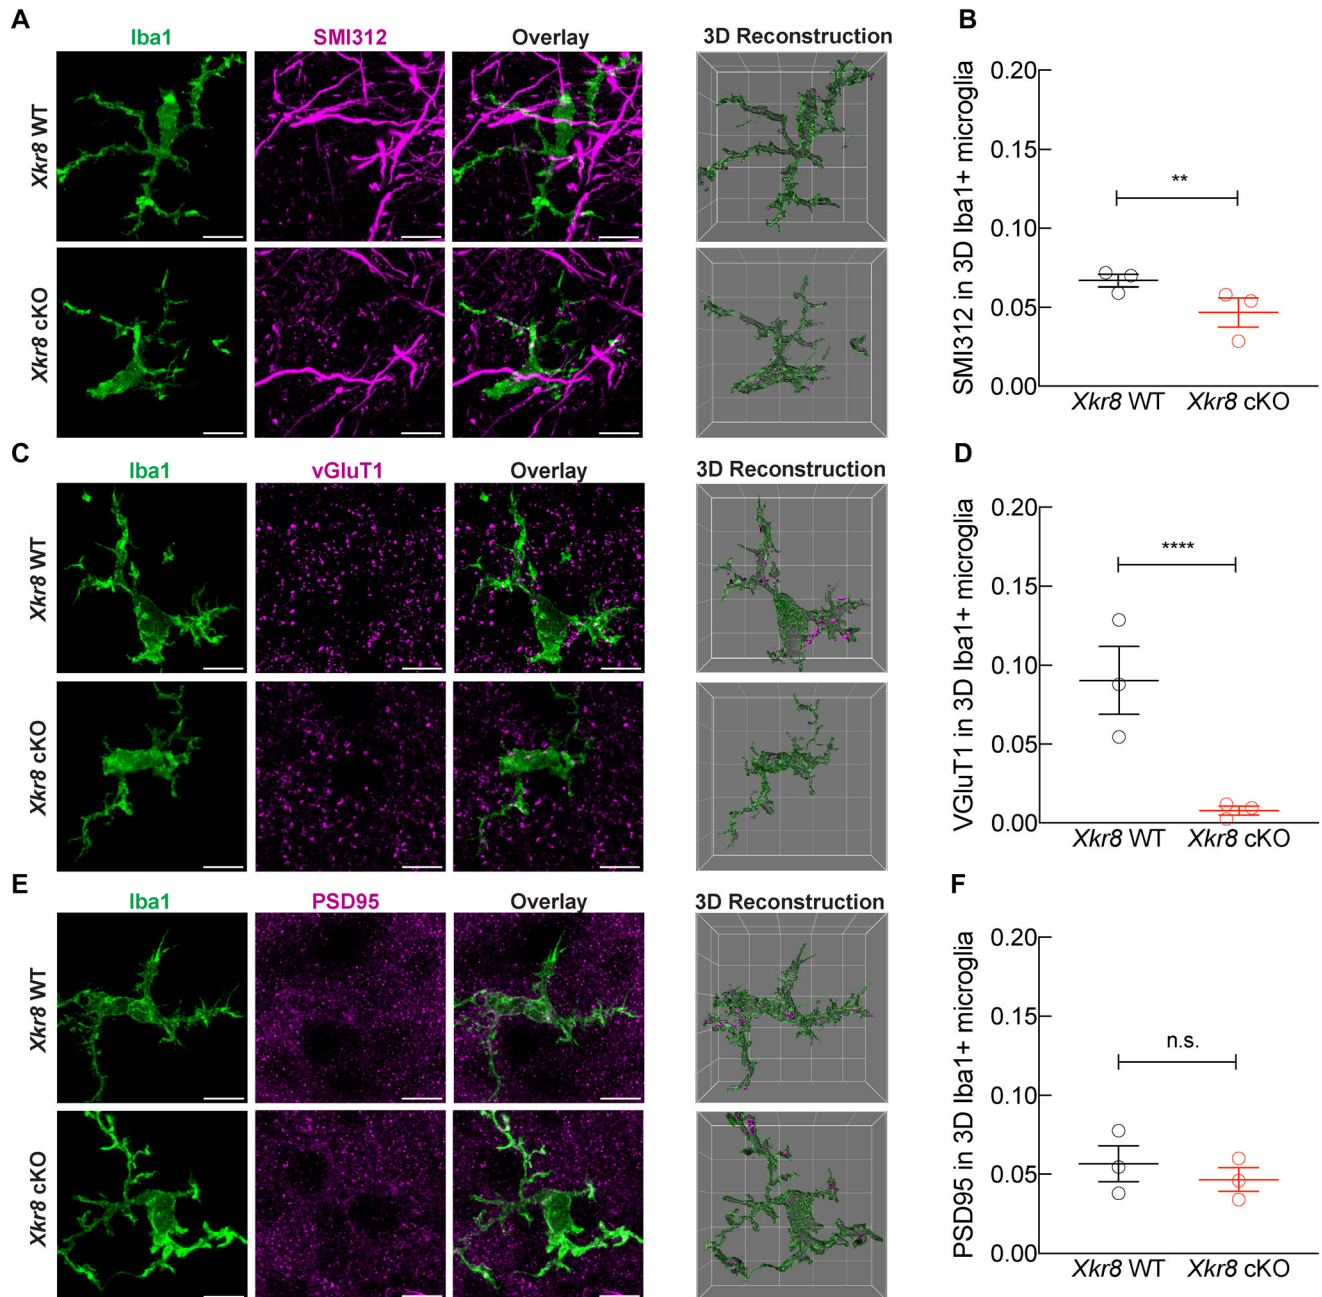 A
Iba1 SMI312 Overlay 3D Reconstruction
Xkr8 WT
Xkr8 cKO
B
SMI312 in 3D Iba1+ microglia
0.20
0.15
**
0.10
0.05
0.00
Xkr8 WT Xkr8 cKO
C
Iba1 vGluT1 Overlay 3D Reconstruction
Xkr8 WT
Xkr8 cKO
D
VGluT1 in 3D Iba1+ microglia
0.20
****
0.15
0.10
0.05
0.00
Xkr8 WT Xkr8 cKO
E
Iba1 PSD95 Overlay 3D Reconstruction
Xkr8 WT
Xkr8 cKO
F
PSD95 in 3D Iba1+ microglia
0.20
0.15
n.s.
0.10
0.05
0.00
Xkr8 WT Xkr8 cKO